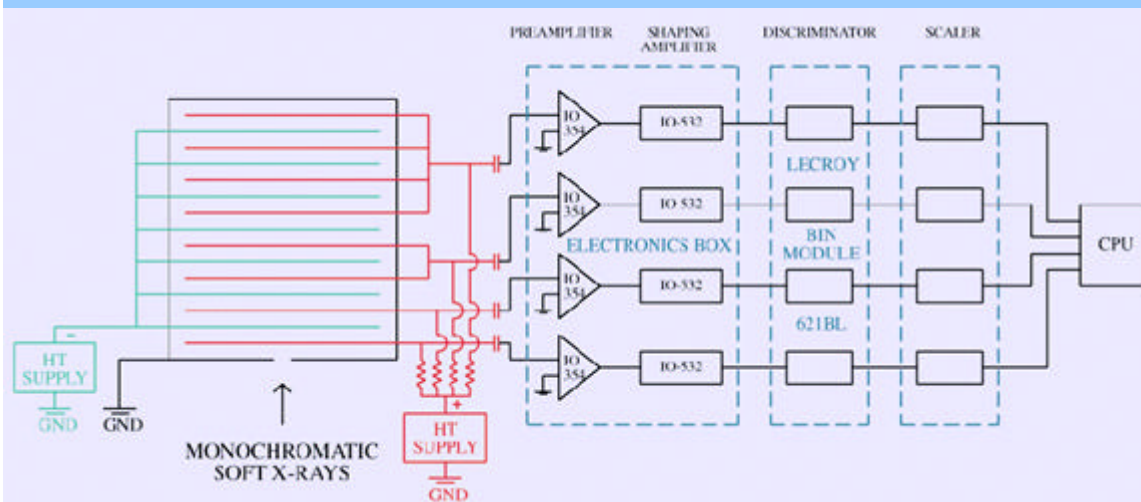 PREAMPLIFIER
SHAPING
AMPLIFIER
DISCRIMINATOR
SCALER
IO
354
IO-532
LECROY
IO
354
IO-532
BIN
MODULE
ELECTRONICS BOX
CPU
IO
354
IO-532
621BL
IO
354
IO-532
-
HT
SUPPLY
GND
GND
+
HT
SUPPLY
GND
MONOCHROMATIC
SOFT X-RAYS